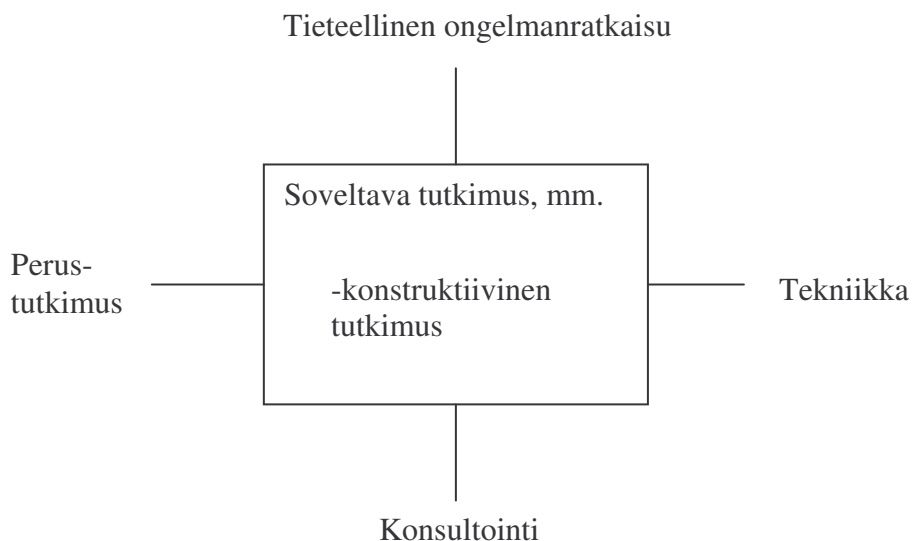 Tieteellinen ongelmanratkaisu
Soveltava tutkimus, mm.
Perus-
tutkimus
-konstruktiivinen
tutkimus
Tekniikka
Konsultointi